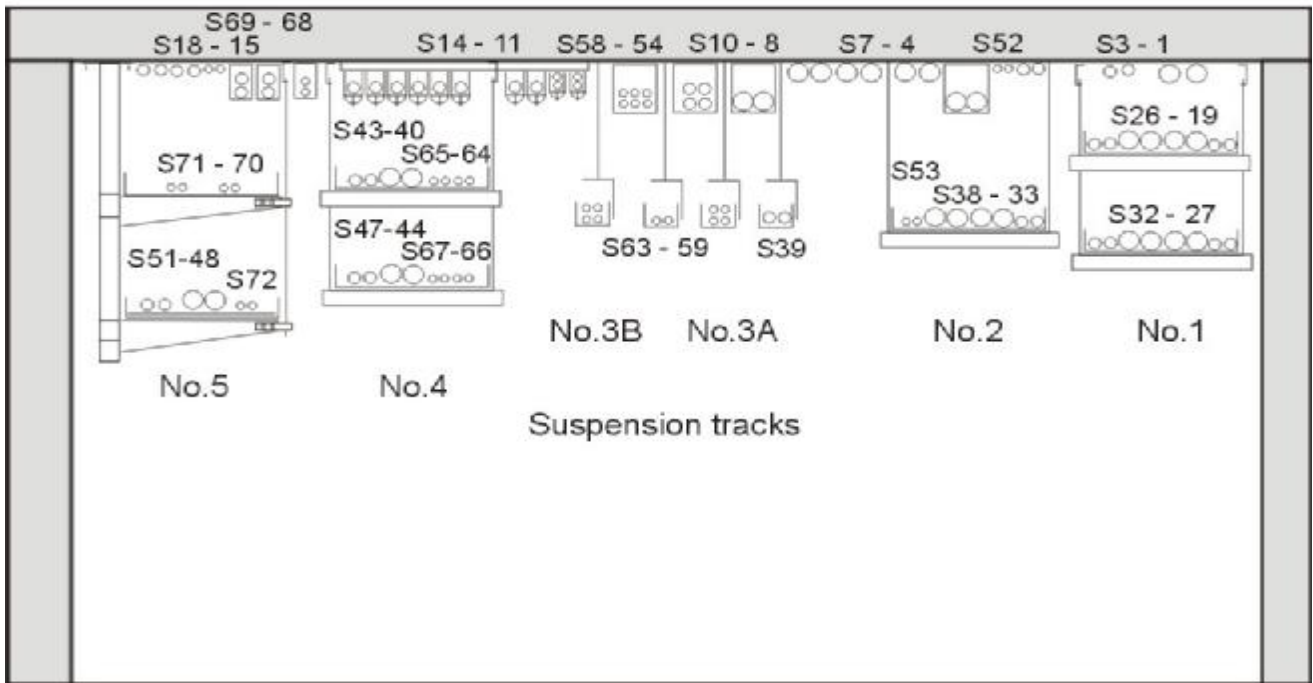 S69 - 68
S18 - 15 S14 - 11 S58 - 54 S10 - 8 S7 - 4 S52 S3 - 1
S43-40 S26 - 19
S71 - 70 S65-64 S53
S38 - 33
S47-44 S32 - 27
S51-48 S67-66 S63 - 59 S39
S72
No.3B No.3A No.2 No.1
No.5 No.4
Suspension tracks